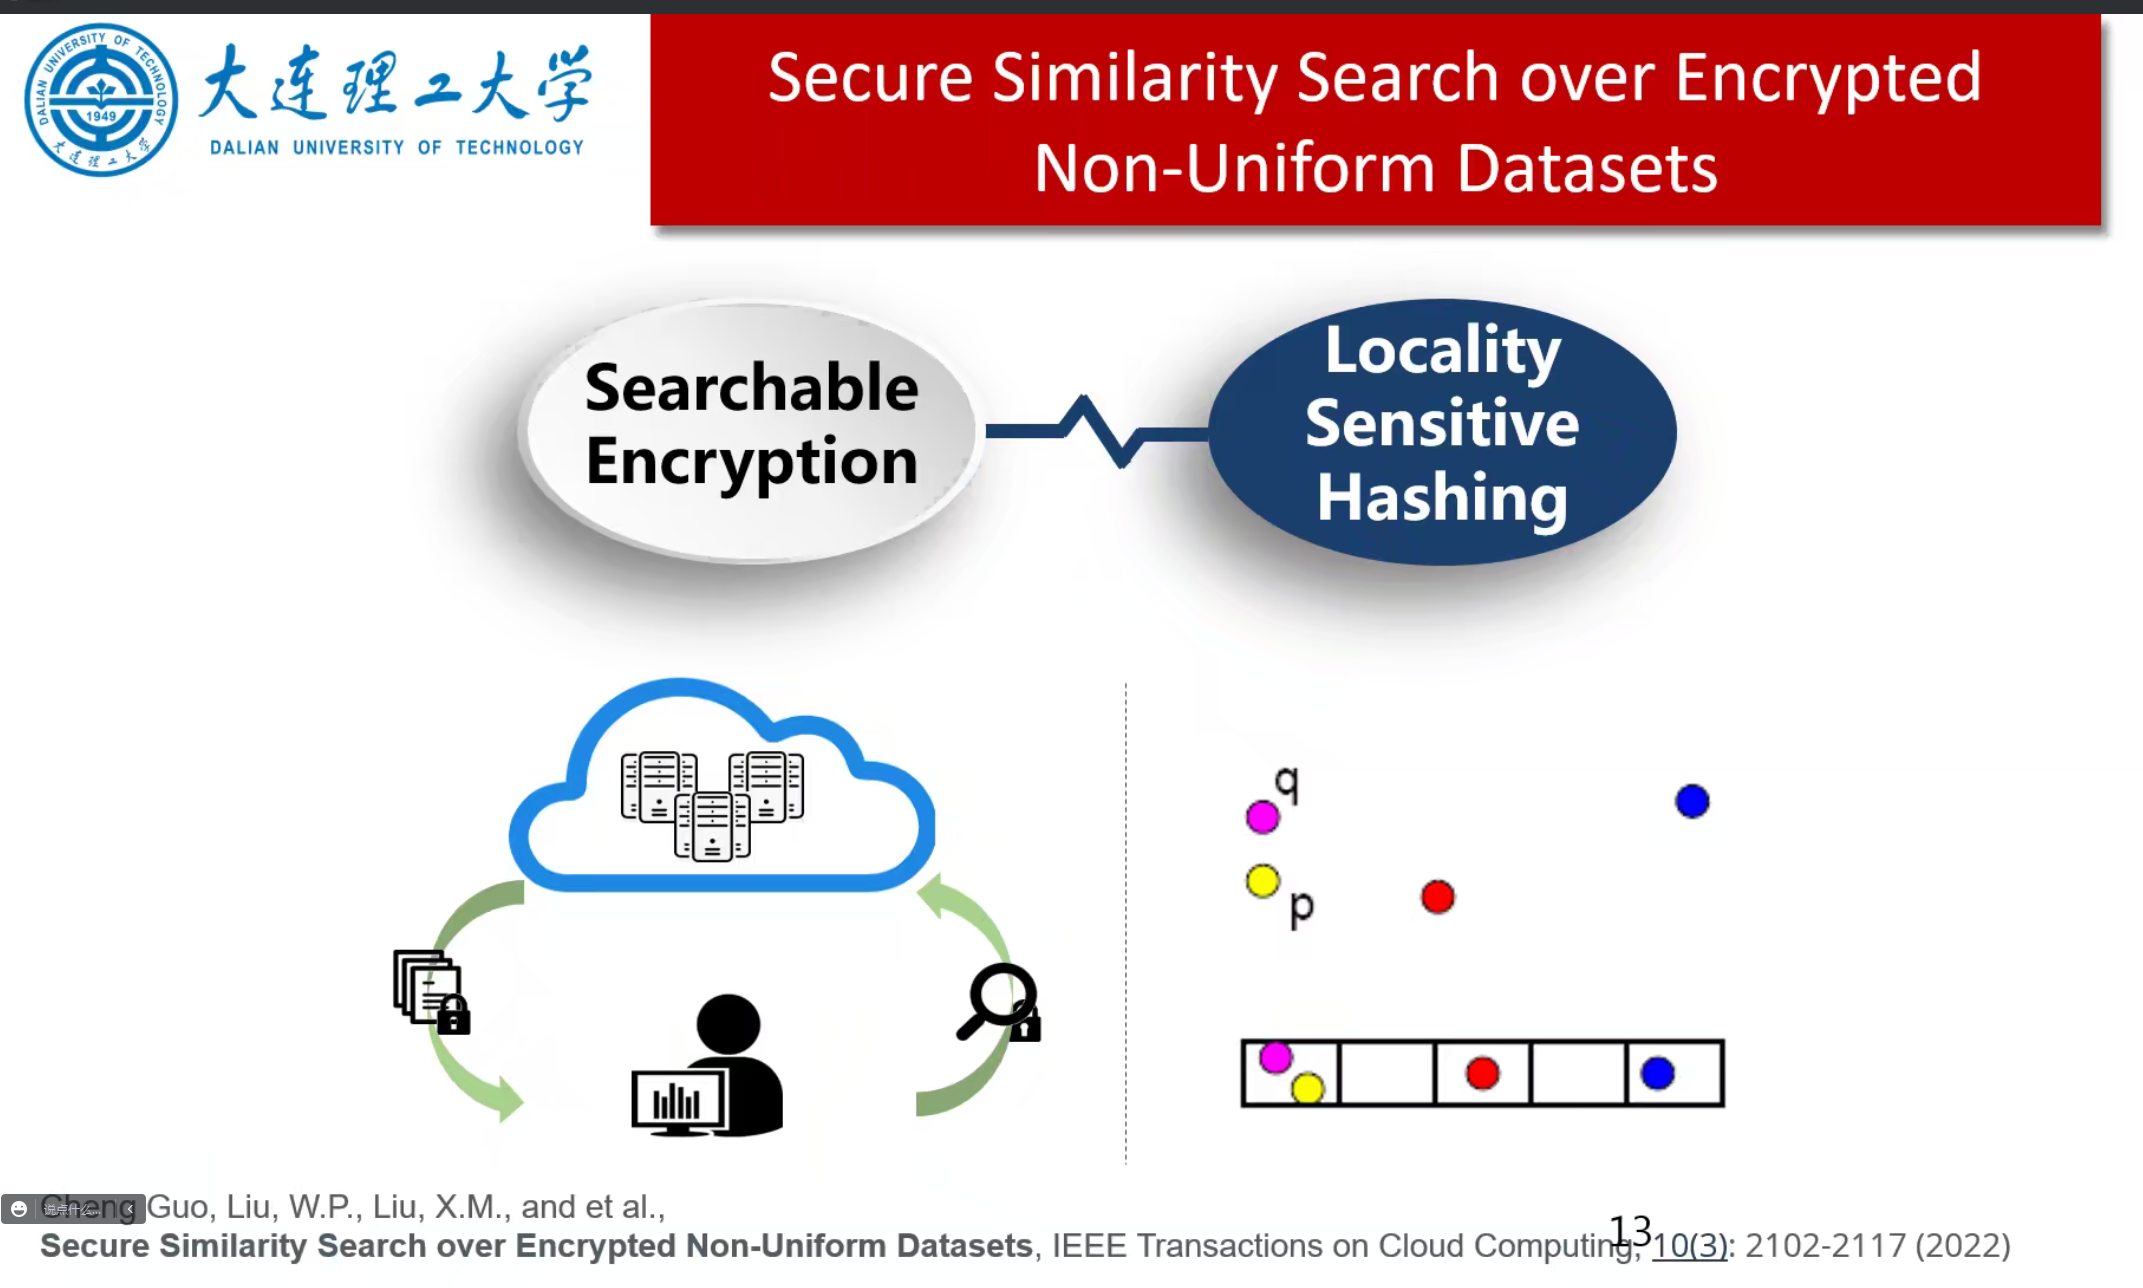 DALIAN UNIVERSITY OF TECHNOLOGY
1949
大连理工大学
大连理工大学
DALIAN UNIVERSITY OF TECHNOLOGY
Secure Similarity Search over Encrypted
Non-Uniform Datasets
Searchable
Encryption
Locality
Sensitive
Hashing
q
p
Cheng Guo, Liu, W.P., Liu, X.M., and et al.,
说点什么...
13
Secure Similarity Search over Encrypted Non-Uniform Datasets, IEEE Transactions on Cloud Computing, 10(3): 2102-2117 (2022)